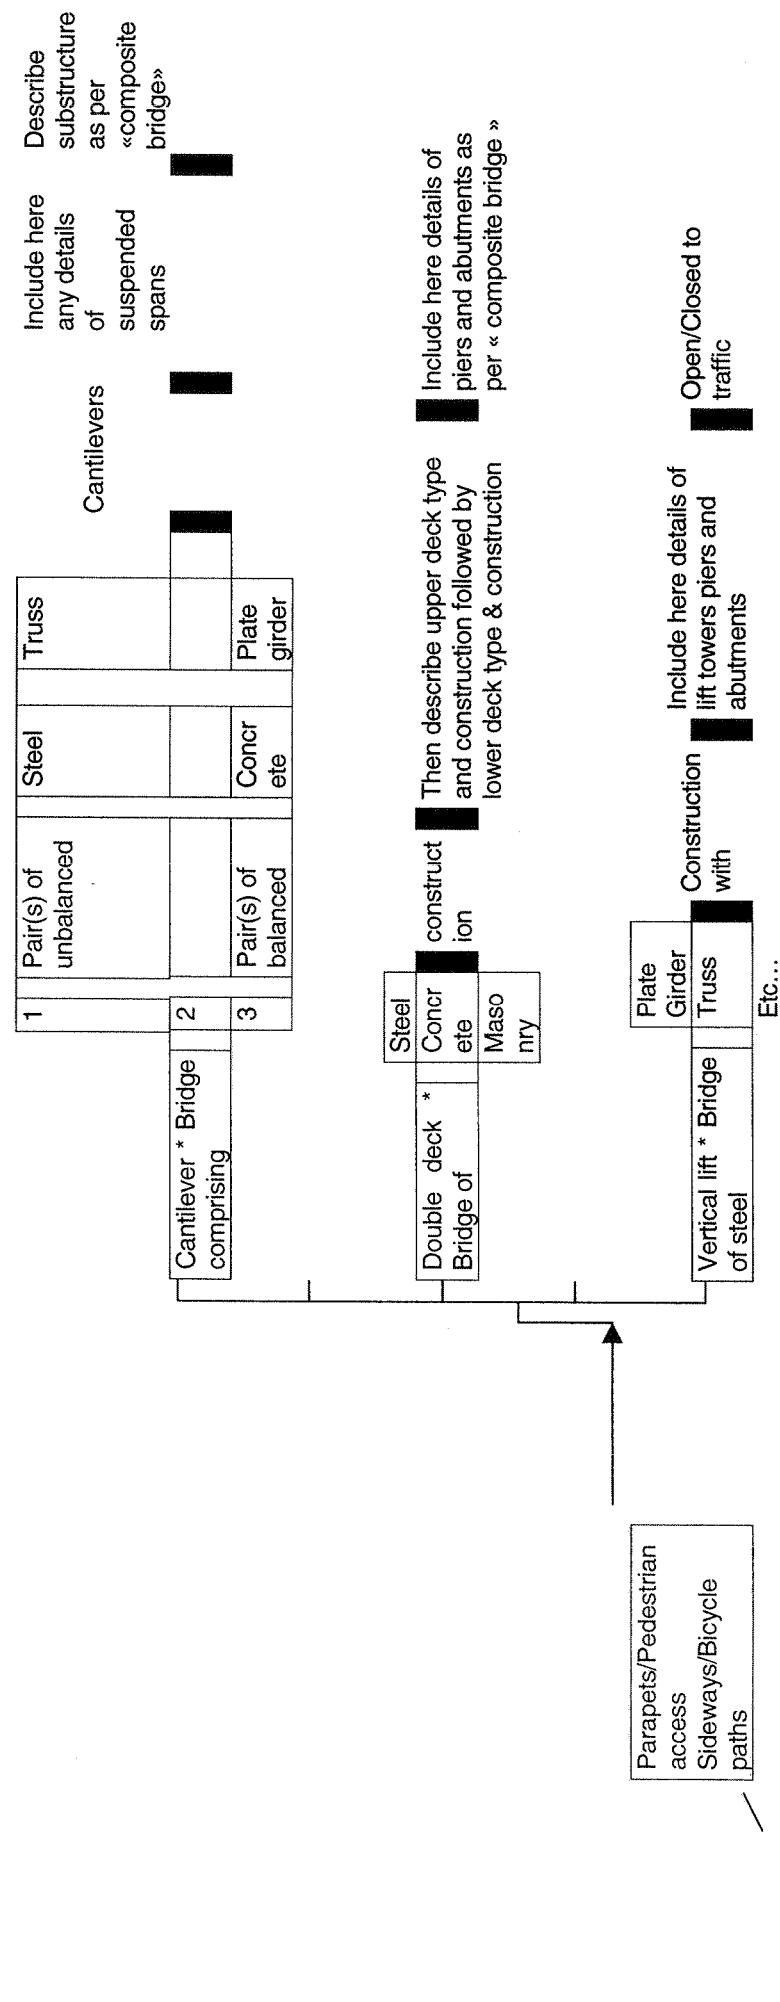 Cantilever * Bridge
comprising
1
2
3
Pair(s) of
unbalanced
Pair(s) of
balanced
Steel
Concr
ete
Truss
Plate
girder
Cantilevers
Include here
any details
of
suspended
spans
Describe
substructure
as per
«composite
bridge»
Double deck *
Bridge of
Steel
Concr
ete
Maso
nry
construct
ion
Then describe upper deck type
and construction followed by
lower deck type & construction
Include here details of
piers and abutments as
per « composite bridge »
Vertical lift * Bridge
of steel
Plate
Girder
Truss
Etc...
Construction
with
Include here details of
lift towers piers and
abutments
Open/Closed to
traffic
Parapets/Pedestrian
access
Sideways/Bicycle
paths